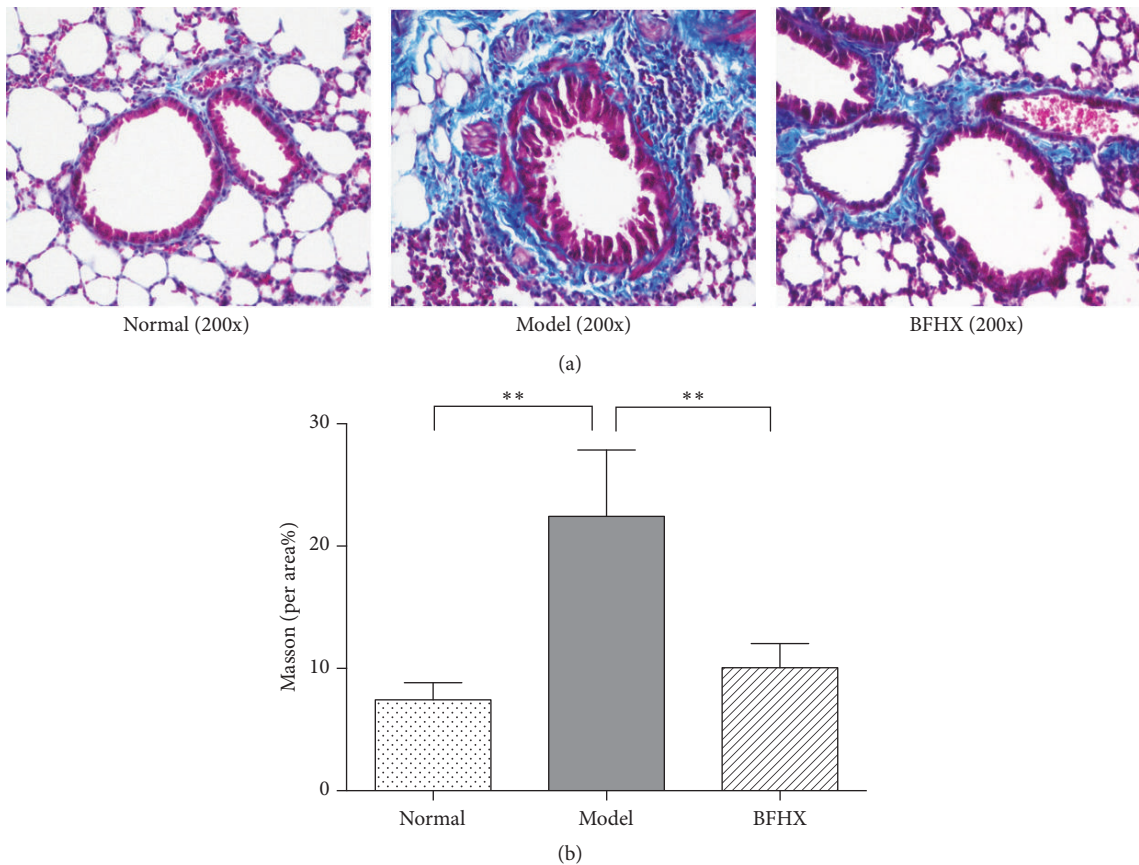 Normal (200x)
Model (200x)
BFHX (200x)
(a)
** **
30
20
10
0
Masson (per area%)
Normal
Model
BFHX
(b)